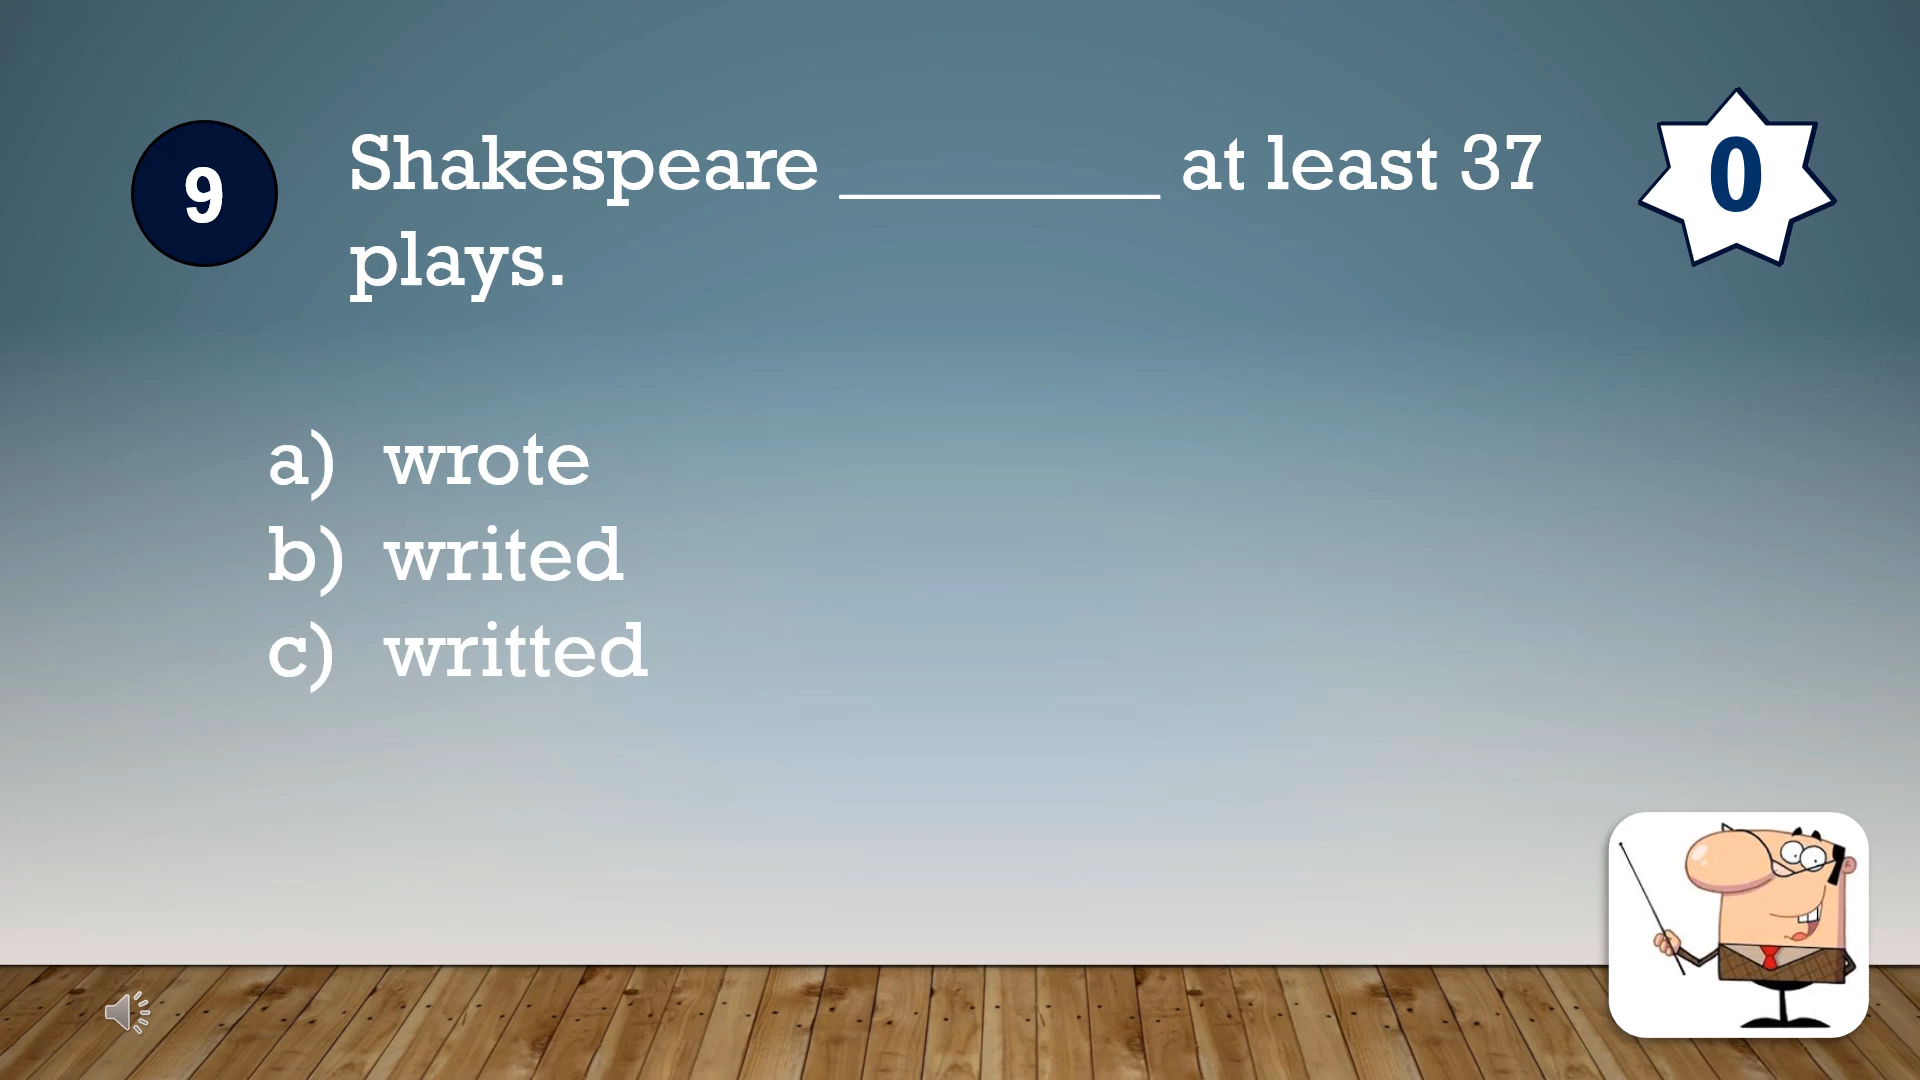 9
Shakespeare ________ at least 37
plays.
0
a) wrote
b) writed
c) writted